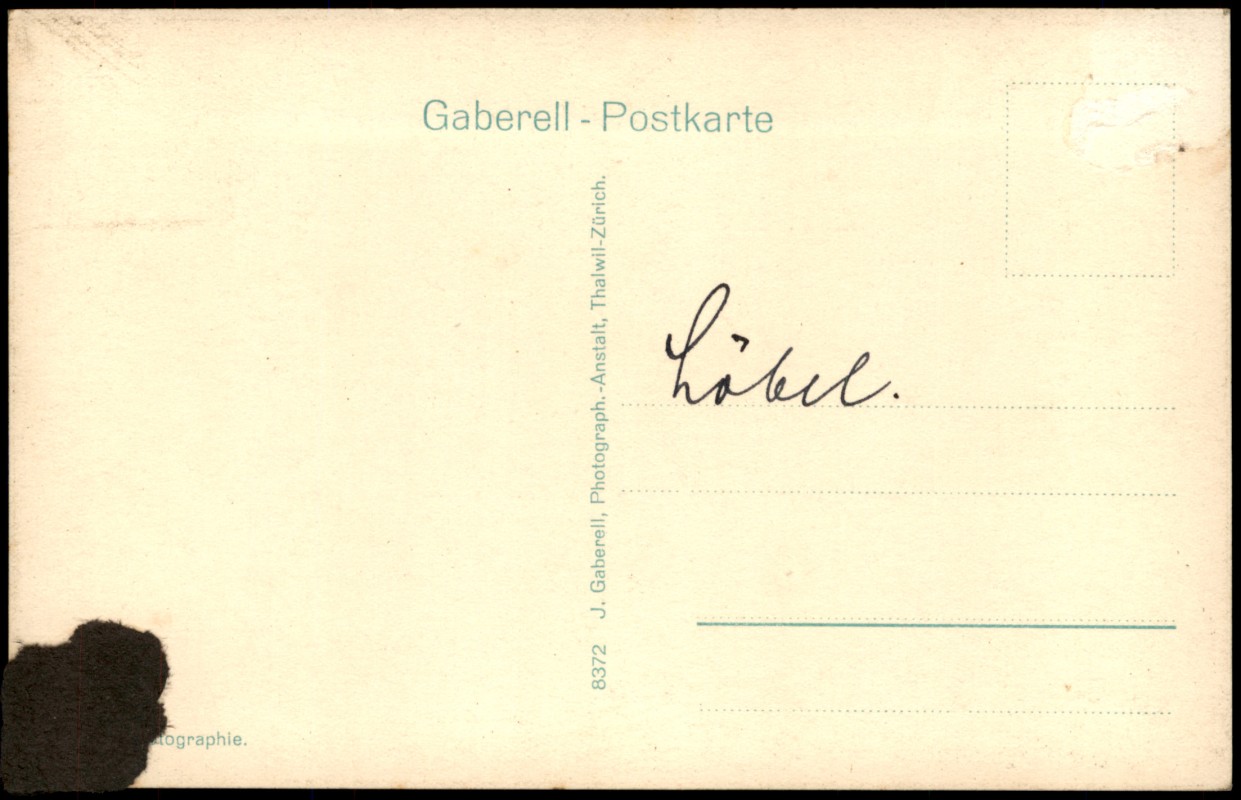 Gaberell - Postkarte
8372 J. Gaberell, Photograph.-Anstalt, Thalwil-Zürich.
Löbel.
tographie.